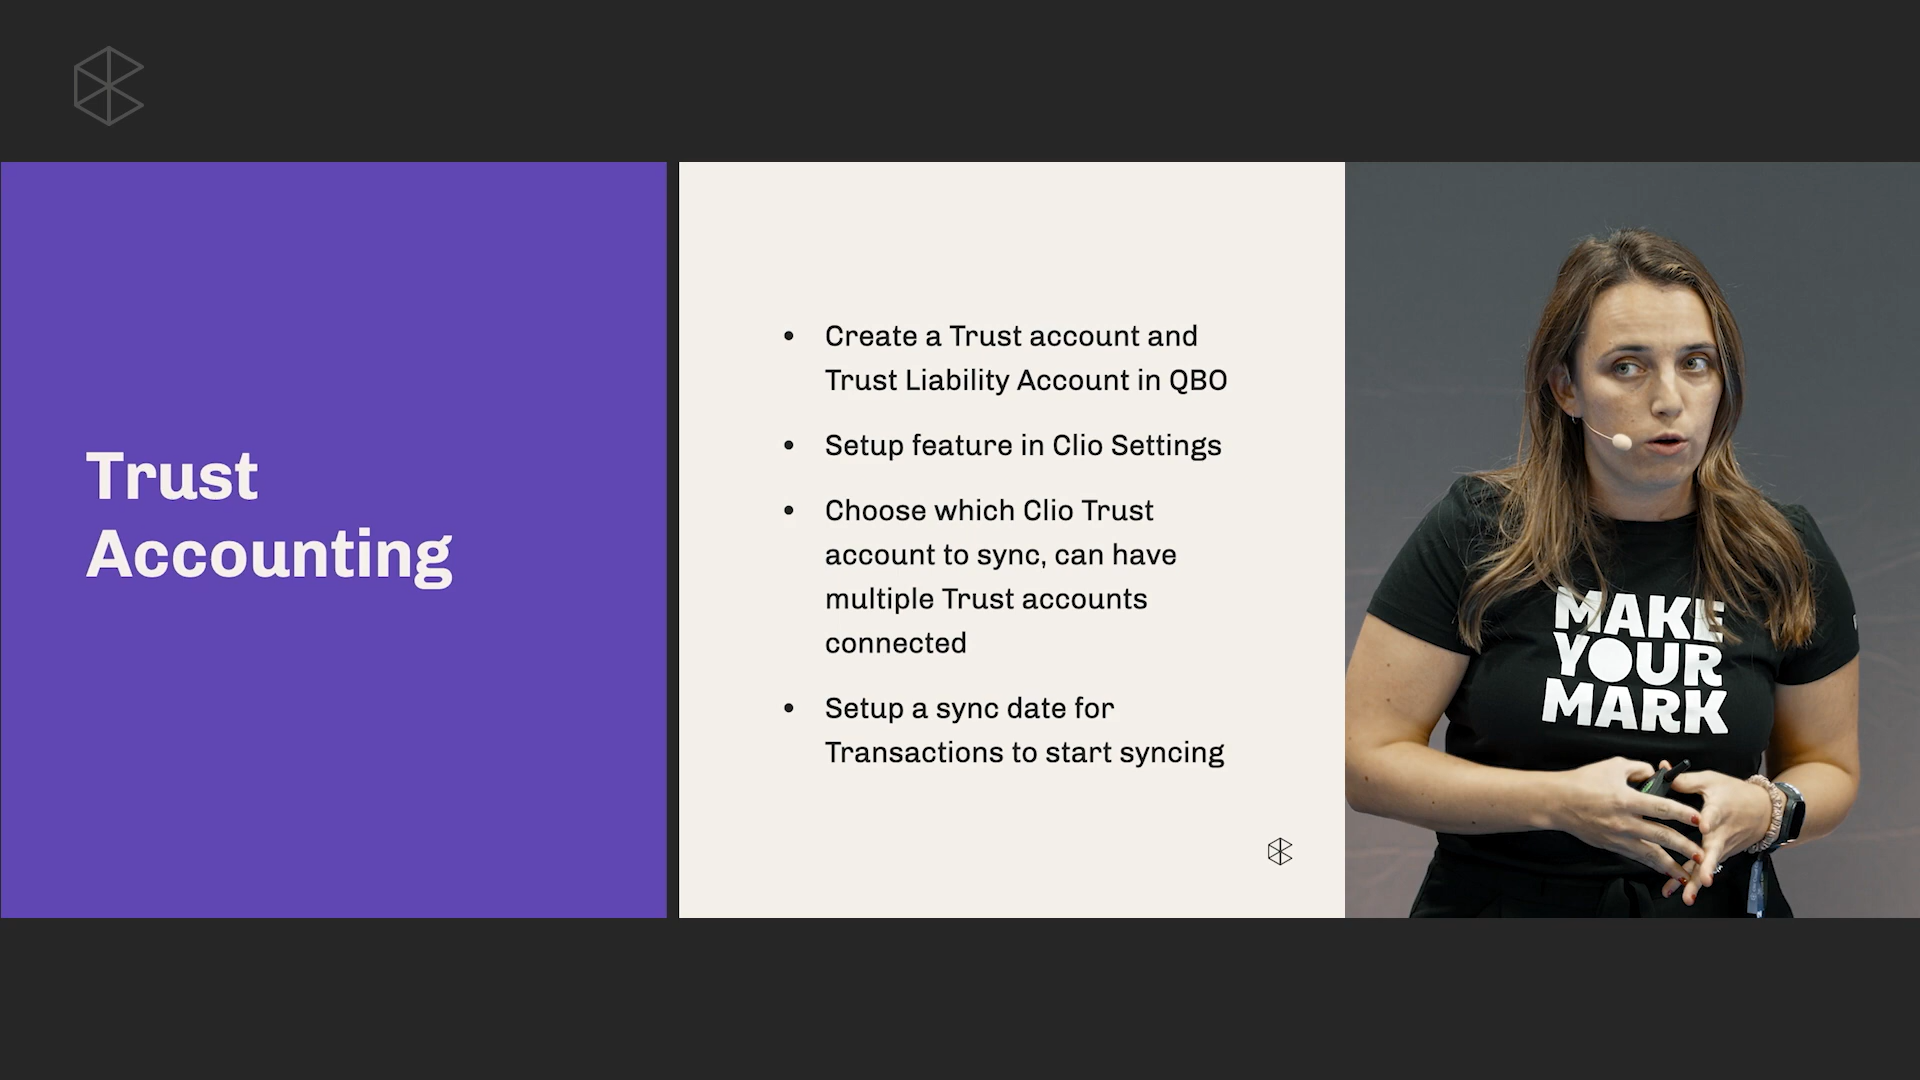 Trust
Accounting
• Create a Trust account and
Trust Liability Account in QBO
• Setup feature in Clio Settings
• Choose which Clio Trust
account to sync, can have
multiple Trust accounts
connected
• Setup a sync date for
Transactions to start syncing
MAKE
YOUR
MARK